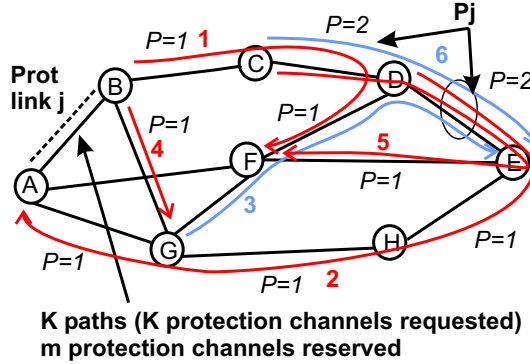 Pj
P=1 1
P=2
6
C
Prot
link j
B
D
P=2
P=1
P=1
4
5
F
E
A
P=1
3
G
H
P=1
P=1
P=1
2
K paths (K protection channels requested)
m protection channels reserved